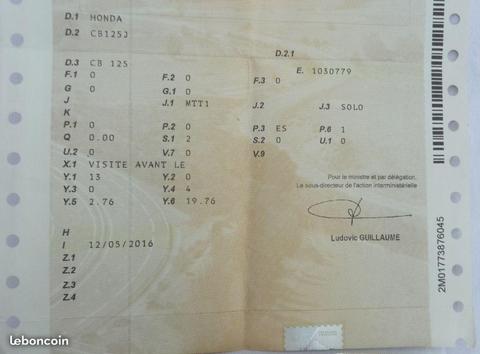 D.1 HONDA
D.2 CB125J
D.2.1
D.3 CB 125 E. 1030779
F.1 0 F.2 0 F.3 0
G 0 G.1 0
J J.1 MTT1 J.2 J.3 SOLO
K
P.1 0 P.2 0 P.3 ES P.6 1
Q 0.00 S.1 2 S.2 0 U.1 0
U.2 0 V.7 0 V.9
X.1 VISITE AVANT LE
Y.1 13 Y.2 0
Y.3 0 Y.4 4
Y.5 2.76 Y.6 19.76
Pour le ministre et par délégation,
Le sous-directeur de l'action interministérielle
Ludovic GUILLAUME
H
I 12/05/2016
Z.1
Z.2
Z.3
Z.4
2M01773876045
leboncoin